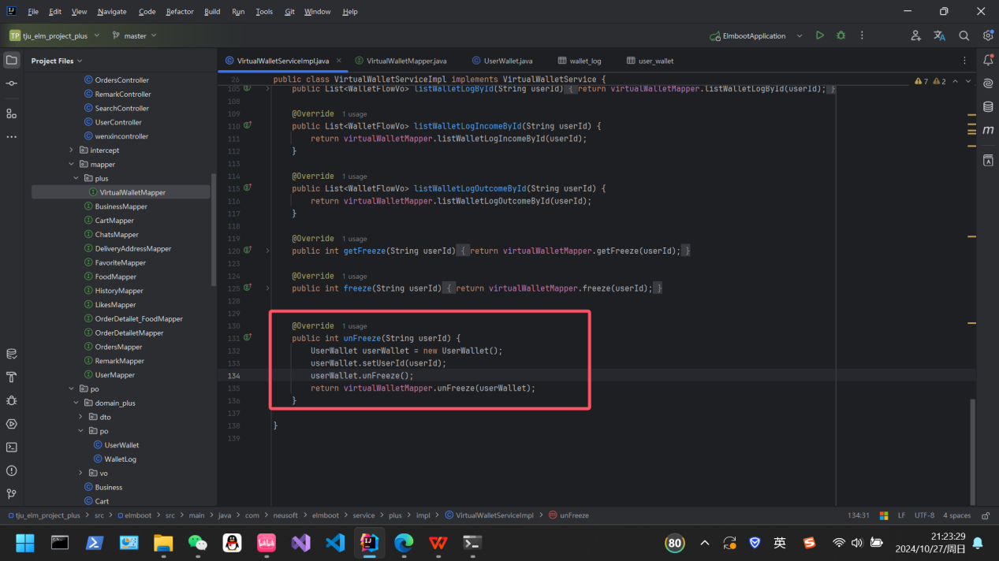 File Edit View Navigate Code Refactor Build Run Tools Git Window Help
TP tju_elm_project_plus master ElmbootApplication
Project Files
VirtualWalletServiceImpl.java VirtualWalletMapper.java UserWallet.java wallet_log user_wallet
OrdersController
RemarkController
SearchController
UserController
wenxincontroller
intercept
mapper
plus
VirtualWalletMapper
BusinessMapper
CartMapper
ChatsMapper
DeliveryAddressMapper
FavoriteMapper
FoodMapper
HistoryMapper
LikesMapper
OrderDetailet_FoodMapper
OrderDetailetMapper
OrdersMapper
RemarkMapper
UserMapper
po
domain_plus
dto
po
UserWallet
WalletLog
vo
Business
Cart
26 public class VirtualWalletServiceImpl implements VirtualWalletService {
7 2
105 public List<WalletFlowVo> listWalletLogById(String userId) { return virtualWalletMapper.listWalletLogById(userId); }
108
109 @Override 1 usage
110 public List<WalletFlowVo> listWalletLogIncomeById(String userId) {
111 return virtualWalletMapper.listWalletLogIncomeById(userId);
112 }
113
114 @Override 1 usage
115 public List<WalletFlowVo> listWalletLogOutcomeById(String userId) {
116 return virtualWalletMapper.listWalletLogOutcomeById(userId);
117 }
118
119 @Override 1 usage
120 public int getFreeze(String userId) { return virtualWalletMapper.getFreeze(userId); }
123
124 @Override 1 usage
125 public int freeze(String userId) { return virtualWalletMapper.freeze(userId); }
128
129
130 @Override 1 usage
131 public int unFreeze(String userId) {
132 UserWallet userWallet = new UserWallet();
133 userWallet.setUserId(userId);
134 userWallet.unFreeze();
135 return virtualWalletMapper.unFreeze(userWallet);
136 }
137
138 }
139
tju_elm_project_plus > src > elmboot > src > main > java > com > neusoft > elmboot > service > plus > impl > VirtualWalletServiceImpl > unFreeze 134:31 LF UTF-8 4 spaces
80 英 21:23:29
2024/10/27/周日